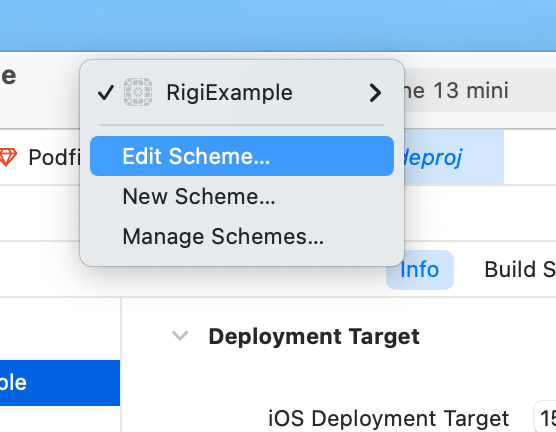 RigiExample
ne 13 mini
Podfi
deproj
Edit Scheme...
New Scheme...
Manage Schemes...
Info
Build S
Deployment Target
iOS Deployment Target
15